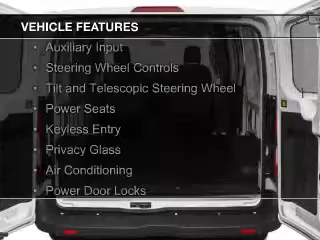 VEHICLE FEATURES
• Auxiliary Input
• Steering Wheel Controls
• Tilt and Telescopic Steering Wheel
• Power Seats
• Keyless Entry
• Privacy Glass
• Air Conditioning
• Power Door Locks